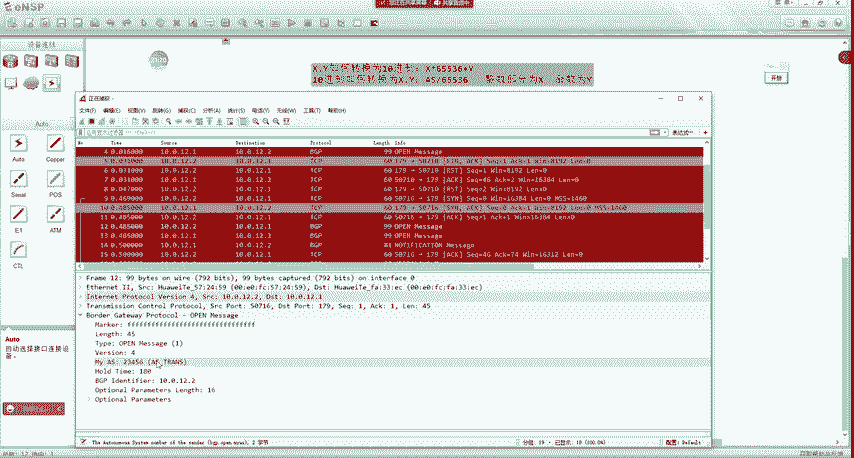 eNSP
菜 单
设备连线
21:20
X.Y如何转换为10进制: X*65536+Y
10进制如何转换为X.Y: AS/65536 整数部分为X 余数为Y
开始
正在捕获 -
文件(F) 编辑(E) 视图(V) 跳转(G) 捕获(C) 分析(A) 统计(S) 电话(Y) 无线(W) 工具(T) 帮助(H)
应用显示过滤器
表达式…
No Time Source Destination Protocol Length Info
4 0.016000 10.0.12.1 10.0.12.2 BGP 60 OPEN Message
10.0.12.2 10.0.12.1 TCP 60 179 → 50710 [FIN, ACK] Seq=1 Ack=1 Win=8192 Len=0
6 0.031000 10.0.12.2 10.0.12.1 TCP 60 179 → 50710 [RST] Seq=1 Win=8192 Len=0
7 0.031000 10.0.12.1 10.0.12.2 TCP 60 50710 → 179 [ACK] Seq=46 Ack=2 Win=16384 Len=0
8 0.047000 10.0.12.2 10.0.12.1 TCP 60 179 → 50710 [RST] Seq=2 Win=8192 Len=0
9 0.469000 10.0.12.2 10.0.12.1 TCP 60 50716 → 179 [SYN] Seq=0 Win=16384 Len=0 MSS=1460
10 0.485000 10.0.12.1 10.0.12.2 TCP 60 179 → 50716 [SYN, ACK] Seq=0 Ack=1 Win=8192 Len=0 MSS=1460
11 0.485000 10.0.12.2 10.0.12.1 TCP 60 50716 → 179 [ACK] Seq=1 Ack=1 Win=16384 Len=0
12 0.485000 10.0.12.2 10.0.12.1 BGP 99 OPEN Message
13 0.485000 10.0.12.1 10.0.12.2 BGP 99 OPEN Message
14 0.500000 10.0.12.2 10.0.12.1 BGP 81 NOTIFICATION Message
15 0.500000 10.0.12.2 10.0.12.1 TCP 60 50716 → 179 [ACK] Seq=46 Ack=74 Win=16312 Len=0
Frame 12: 99 bytes on wire (792 bits), 99 bytes captured (792 bits) on interface 0
Ethernet II, Src: HuaweiTe_57:24:59 (00:e0:fc:57:24:59), Dst: HuaweiTe_fa:33:ec (00:e0:fc:fa:33:ec)
Internet Protocol Version 4, Src: 10.0.12.2, Dst: 10.0.12.1
Transmission Control Protocol, Src Port: 50716, Dst Port: 179, Seq: 1, Ack: 1, Len: 45
Border Gateway Protocol - OPEN Message
Marker: ffffffffffffffffffffffffffffffff
Length: 45
Type: OPEN Message (1)
Version: 4
My AS: 23456 (AS_TRANS)
Hold Time: 180
BGP Identifier: 10.0.12.2
Optional Parameters Length: 16
Optional Parameters
The Autonomous System number of the sender (bgp.open.myas), 2 字节
分组: 19 · 已显示: 19 (100.0%)
配置: Default
Auto
Auto
Copper
Serial
POS
E1
ATM
CTL
Auto
自动选择接口连接设
备。